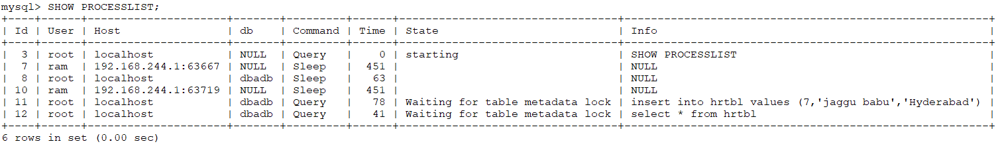 mysql> SHOW PROCESSLIST;
+----+------+---------------------+-------+---------+------+---------------------------------+----------------------------------------------------+
| Id | User | Host                | db    | Command | Time | State                           | Info                                               |
+----+------+---------------------+-------+---------+------+---------------------------------+----------------------------------------------------+
|  3 | root | localhost           | NULL  | Query   |    0 | starting                        | SHOW PROCESSLIST                                   |
|  7 | ram  | 192.168.244.1:63667 | NULL  | Sleep   |  451 |                                 | NULL                                               |
|  8 | root | localhost           | dbadb | Sleep   |   63 |                                 | NULL                                               |
| 10 | ram  | 192.168.244.1:63719 | NULL  | Sleep   |  451 |                                 | NULL                                               |
| 11 | root | localhost           | dbadb | Query   |   78 | Waiting for table metadata lock | insert into hrtbl values (7,'jaggu babu','Hyderabad') |
| 12 | root | localhost           | dbadb | Query   |   41 | Waiting for table metadata lock | select * from hrtbl                                |
+----+------+---------------------+-------+---------+------+---------------------------------+----------------------------------------------------+
6 rows in set (0.00 sec)